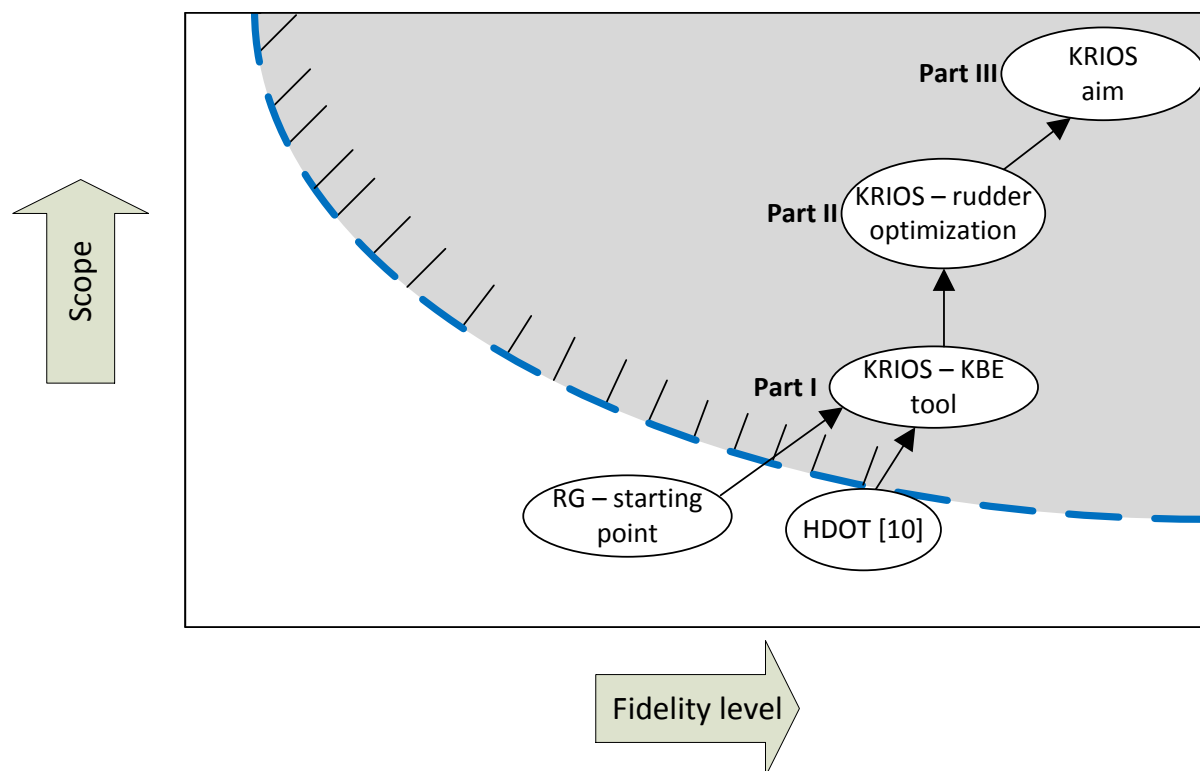 KRIOS
aim
Part III
KRIOS – rudder
optimization
Part II
Scope
KRIOS – KBE
tool
Part I
RG – starting
point
HDOT [10]
Fidelity level